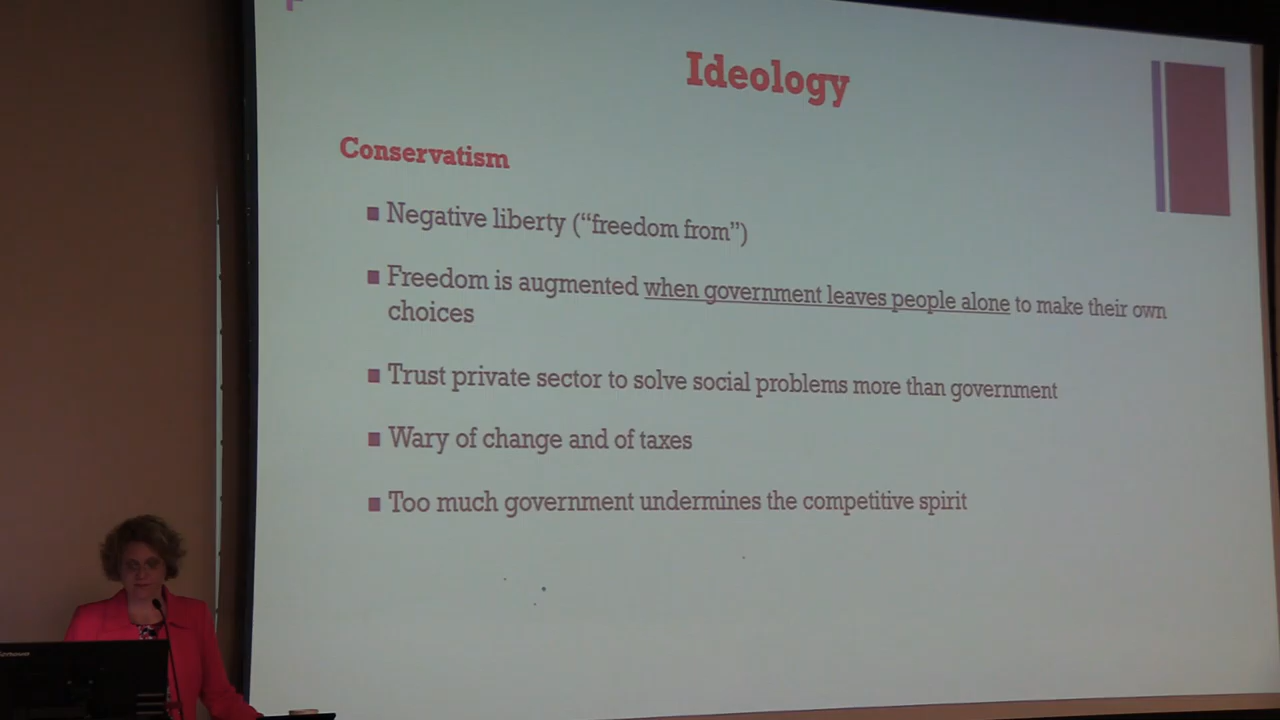 Ideology
Conservatism
■ Negative liberty (“freedom from”)
■ Freedom is augmented when government leaves people alone to make their own
choices
■ Trust private sector to solve social problems more than government
■ Wary of change and of taxes
■ Too much government undermines the competitive spirit